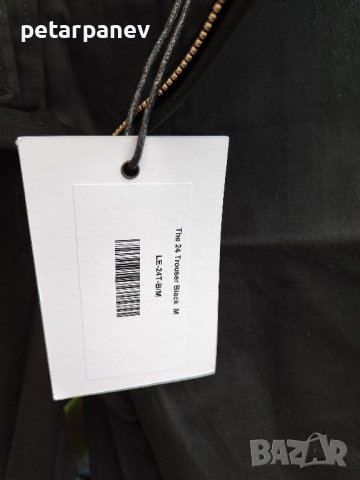 petarpanev
The 24 Trouser Black M
LE-24T-B/M
BAZAR